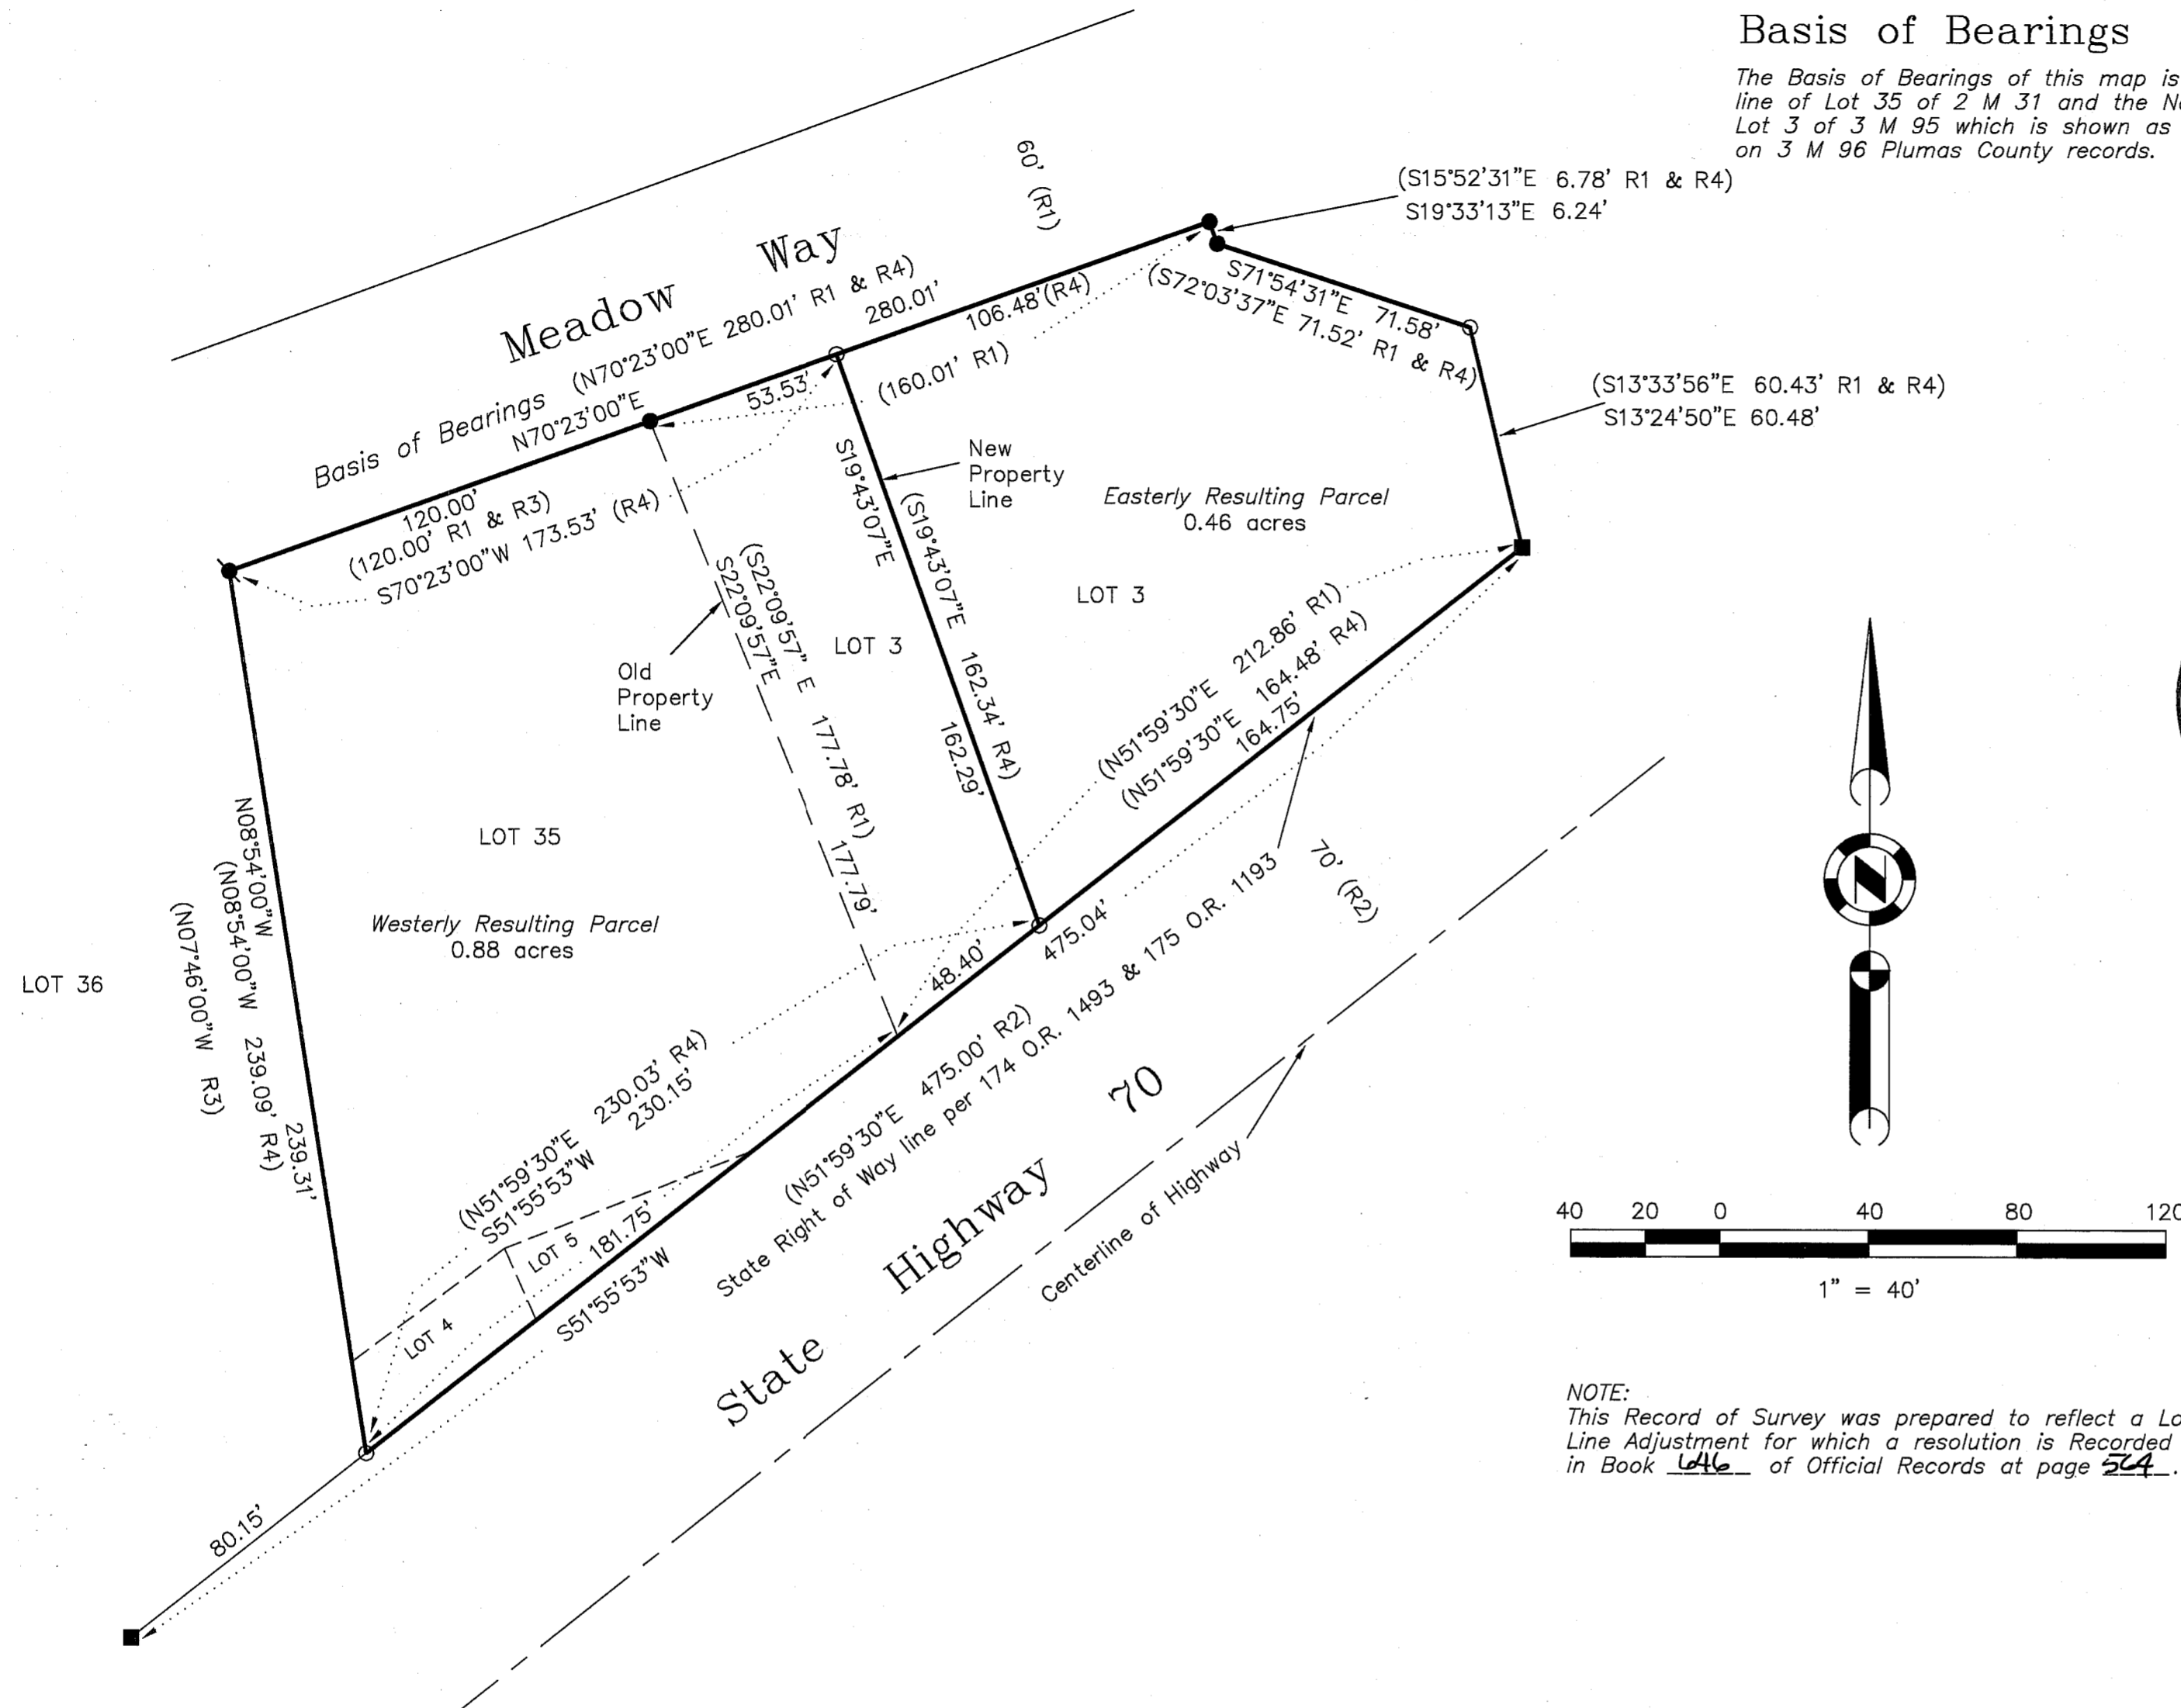 Basis of Bearings
The Basis of Bearings of this map is
line of Lot 35 of 2 M 31 and the
Lot 3 of 3 M 95 which is shown as
on 3 M 96 Plumas County records.
60' (R1)
(S15°52'31"E 6.78' R1 & R4)
S19°33'13"E 6.24'
Meadow Way
Basis of Bearings (N70°23'00"E 280.01' R1 & R4)
N70°23'00"E
280.01'
106.48'(R4)
(160.01' R1)
53.53'
S71°54'31"E 71.58'
(S72°03'37"E 71.52' R1 & R4)
(S13°33'56"E 60.43' R1 & R4)
S13°24'50"E 60.48'
120.00'
(120.00' R1 & R3)
S70°23'00"W 173.53' (R4)
New
Property
Line
Easterly Resulting Parcel
0.46 acres
LOT 3
S19°43'07"E
162.29'
(S19°43'07"E 162.34' R4)
(S22°09'57" E 177.78' R1)
S22°09'57"E
177.79'
LOT 3
Old
Property
Line
(N51°59'30"E 212.86' R1)
(N51°59'30"E 164.48' R4)
164.75'
LOT 35
Westerly Resulting Parcel
0.88 acres
LOT 36
N08°54'00"W
239.31'
(N08°54'00"W 239.09' R4)
(N07°46'00"W R3)
48.40'
475.04'
70' (R2)
(N51°59'30"E 230.03' R4)
S51°55'53"W 230.15'
(N51°59'30"E 475.00' R2)
State Right of Way line per 174 O.R. 1493 & 175 O.R. 1193
LOT 5
181.75'
S51°55'53"W
LOT 4
State Highway 70
Centerline of Highway
80.15'
N
40 20 0 40 80 120
1" = 40'
NOTE:
This Record of Survey was prepared to reflect a
Line Adjustment for which a resolution is Recorded
in Book 646 of Official Records at page 564.